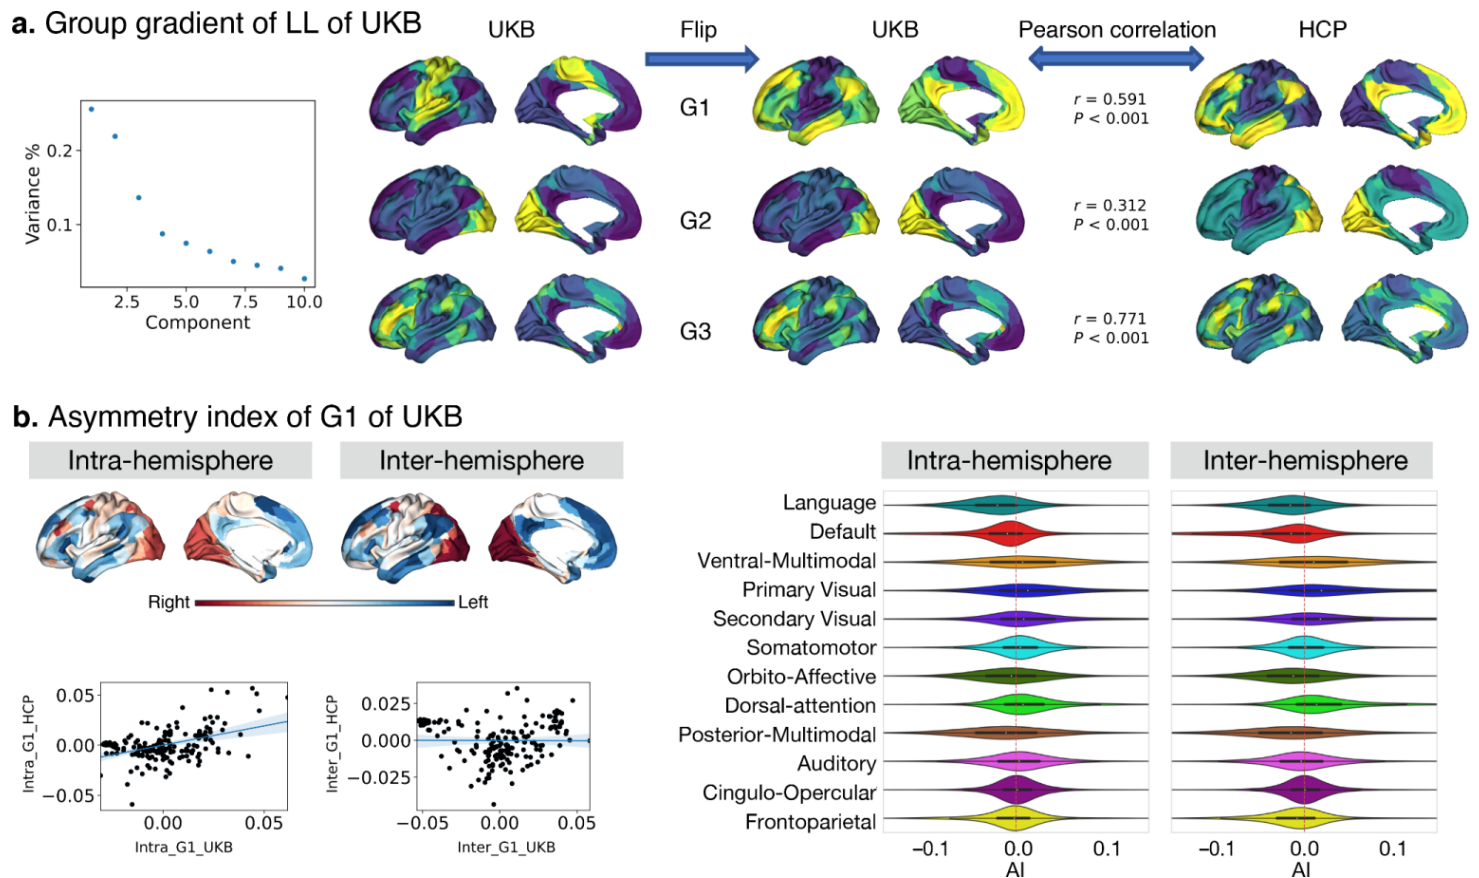 a. Group gradient of LL of UKB
UKB
Flip
UKB
Pearson correlation
HCP
Variance %
0.2
0.1
2.5
5.0
7.5
10.0
Component
G1
r = 0.591
P < 0.001
G2
r = 0.312
P < 0.001
G3
r = 0.771
P < 0.001
b. Asymmetry index of G1 of UKB
Intra-hemisphere
Inter-hemisphere
Right
Left
Intra_G1_HCP
0.05
0.00
−0.05
0.00
0.05
Intra_G1_UKB
Inter_G1_HCP
0.025
0.000
−0.025
−0.05
0.00
0.05
Inter_G1_UKB
Intra-hemisphere
Inter-hemisphere
Language
Default
Ventral-Multimodal
Primary Visual
Secondary Visual
Somatomotor
Orbito-Affective
Dorsal-attention
Posterior-Multimodal
Auditory
Cingulo-Opercular
Frontoparietal
−0.1
0.0
0.1
AI
−0.1
0.0
0.1
AI